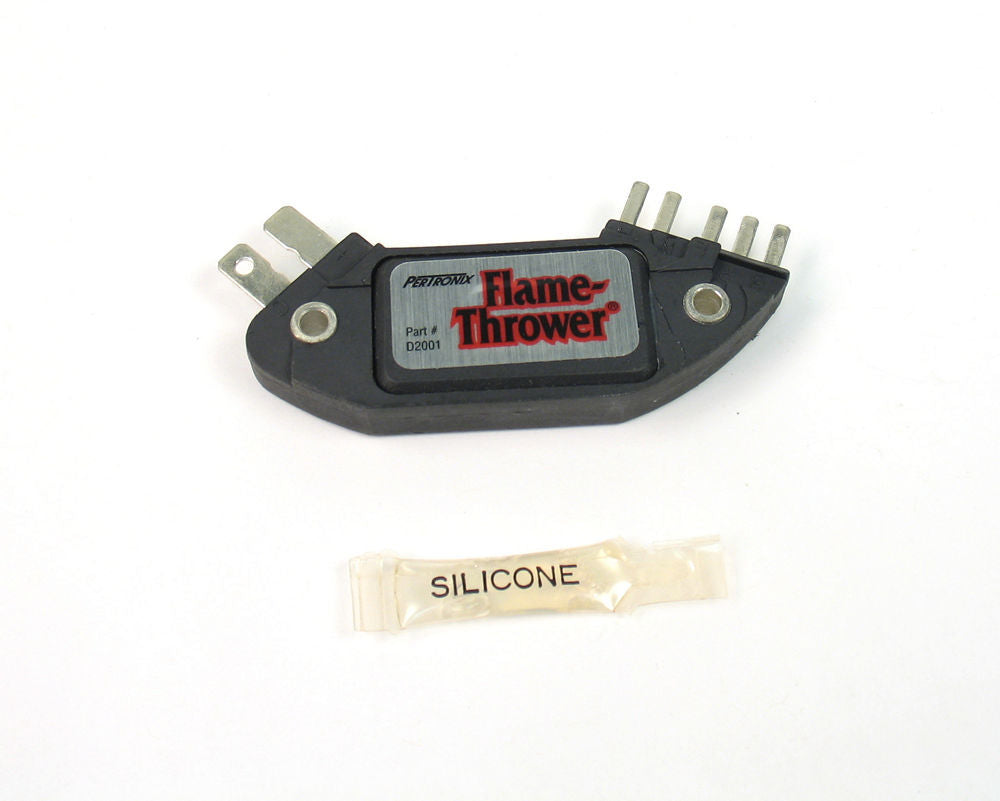 PERTRONIX
Flame-
Thrower®
Part #
D2001
SILICONE